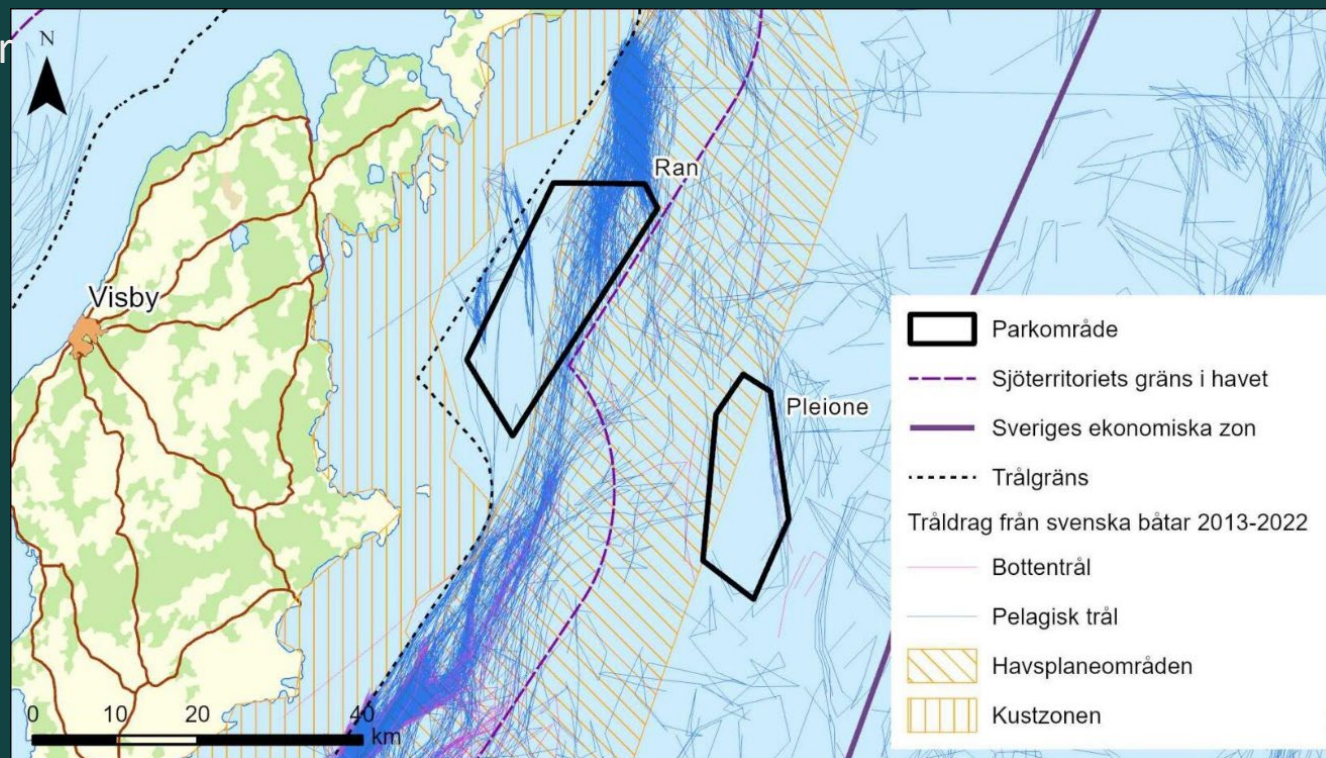 N
Ran
Visby
Pleione
Parkområde
Sjöterritoriets gräns i havet
Sveriges ekonomiska zon
Trålgräns
Tråldrag från svenska båtar 2013-2022
Bottentrål
Pelagisk trål
Havsplaneområden
Kustzonen
0 10 20 40
km